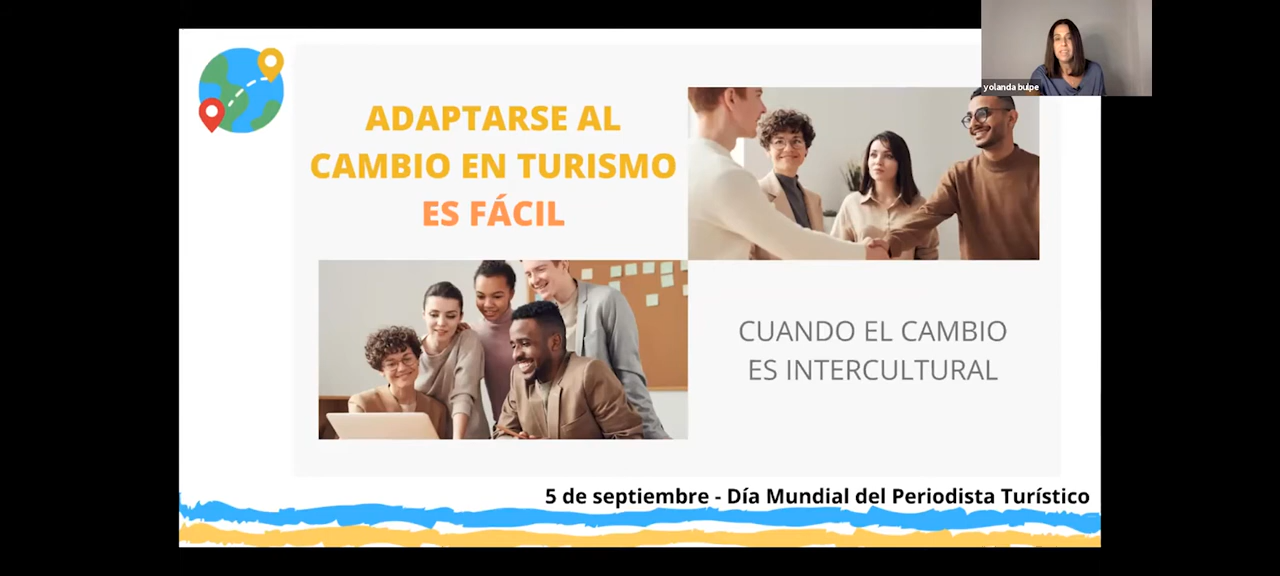 yolanda bulpe
ADAPTARSE AL
CAMBIO EN TURISMO
ES FÁCIL
CUANDO EL CAMBIO
ES INTERCULTURAL
5 de septiembre - Día Mundial del Periodista Turístico